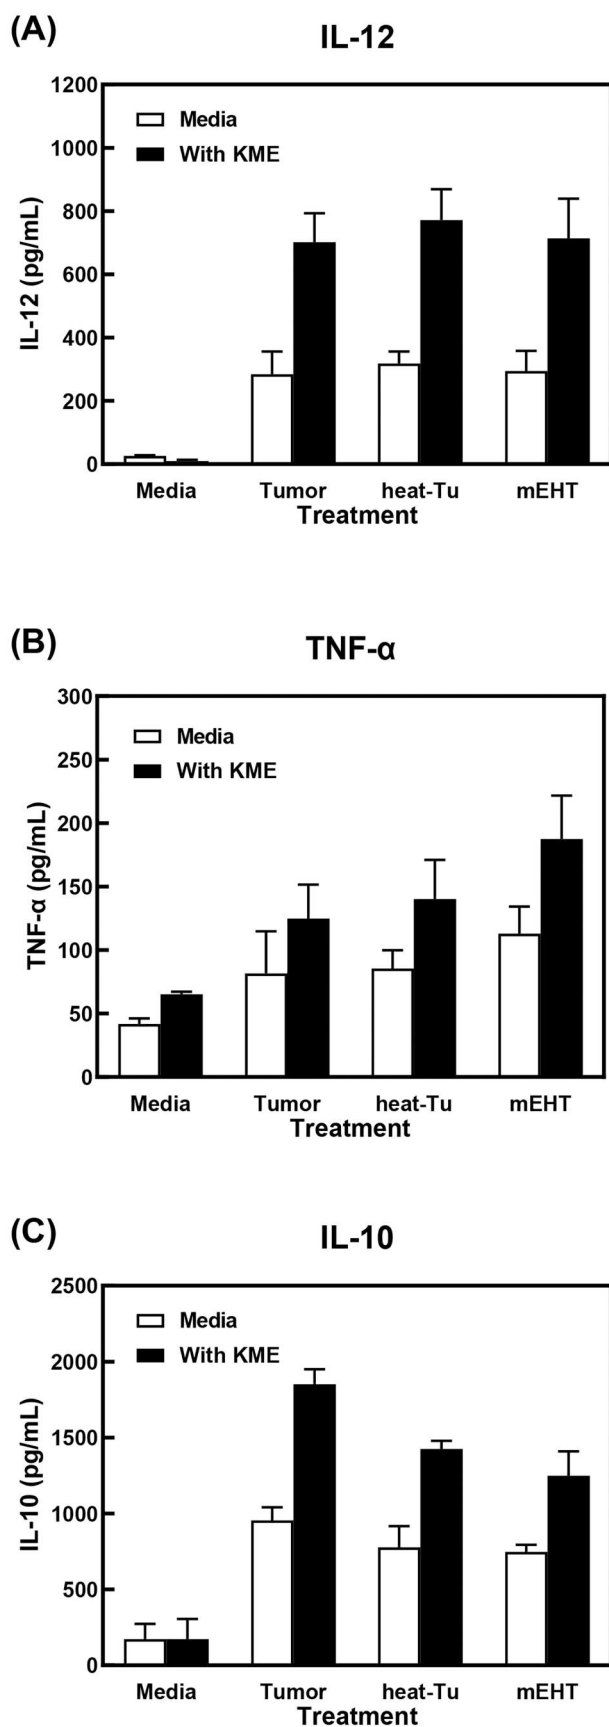 (A)
IL-12
1200
1000
800
600
400
200
0
IL-12 (pg/mL)
Media
With KME
Media Tumor heat-Tu mEHT
Treatment
(B)
TNF-α
300
250
200
150
100
50
0
TNF-α (pg/mL)
Media
With KME
Media Tumor heat-Tu mEHT
Treatment
(C)
IL-10
2500
2000
1500
1000
500
0
IL-10 (pg/mL)
Media
With KME
Media Tumor heat-Tu mEHT
Treatment